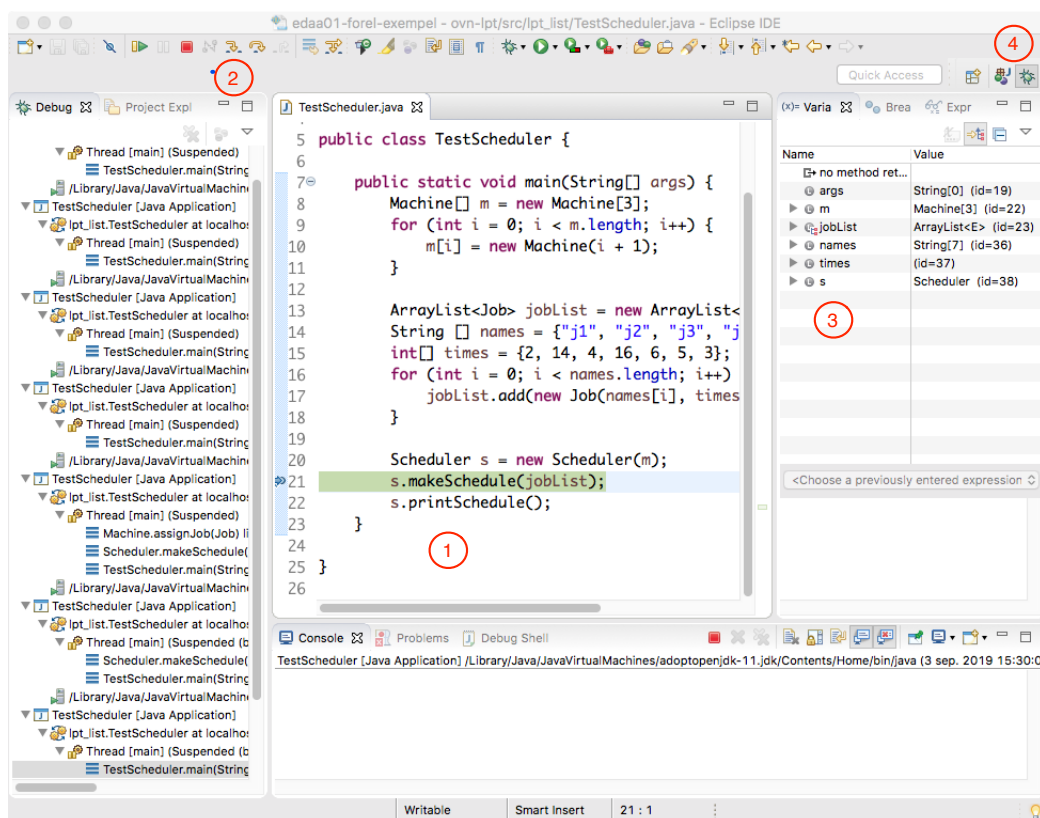 edaa01-forel-exempel - ovn-lpt/src/lpt_list/TestScheduler.java - Eclipse IDE
4
2
Quick Access
Debug
Project Expl
Thread [main] (Suspended)
TestScheduler.main(String
/Library/Java/JavaVirtualMachin
TestScheduler [Java Application]
lpt_list.TestScheduler at localhos
Thread [main] (Suspended)
TestScheduler.main(String
/Library/Java/JavaVirtualMachin
TestScheduler [Java Application]
lpt_list.TestScheduler at localhos
Thread [main] (Suspended)
TestScheduler.main(String
/Library/Java/JavaVirtualMachin
TestScheduler [Java Application]
lpt_list.TestScheduler at localhos
Thread [main] (Suspended)
TestScheduler.main(String
/Library/Java/JavaVirtualMachin
TestScheduler [Java Application]
lpt_list.TestScheduler at localhos
Thread [main] (Suspended)
Machine.assignJob(Job) li
Scheduler.makeSchedule(
TestScheduler.main(String
/Library/Java/JavaVirtualMachin
TestScheduler [Java Application]
lpt_list.TestScheduler at localhos
Thread [main] (Suspended (b
Scheduler.makeSchedule(
TestScheduler.main(String
/Library/Java/JavaVirtualMachin
TestScheduler [Java Application]
lpt_list.TestScheduler at localhos
Thread [main] (Suspended (b
TestScheduler.main(String
TestScheduler.java
5 public class TestScheduler {
6
7 public static void main(String[] args) {
8 Machine[] m = new Machine[3];
9 for (int i = 0; i < m.length; i++) {
10 m[i] = new Machine(i + 1);
11 }
12
13 ArrayList<Job> jobList = new ArrayList<
14 String [] names = {"j1", "j2", "j3", "j
15 int[] times = {2, 14, 4, 16, 6, 5, 3};
16 for (int i = 0; i < names.length; i++)
17 jobList.add(new Job(names[i], times
18 }
19
20 Scheduler s = new Scheduler(m);
21 s.makeSchedule(jobList);
22 s.printSchedule();
23 }
24
25 }
26
1
(x)= Varia
Brea
Expr
Name Value
no method ret...
args String[0] (id=19)
m Machine[3] (id=22)
jobList ArrayList<E> (id=23)
names String[7] (id=36)
times (id=37)
s Scheduler (id=38)
3
<Choose a previously entered expression
Console
Problems
Debug Shell
TestScheduler [Java Application] /Library/Java/JavaVirtualMachines/adoptopenjdk-11.jdk/Contents/Home/bin/java (3 sep. 2019 15:30:0
Writable
Smart Insert
21 : 1